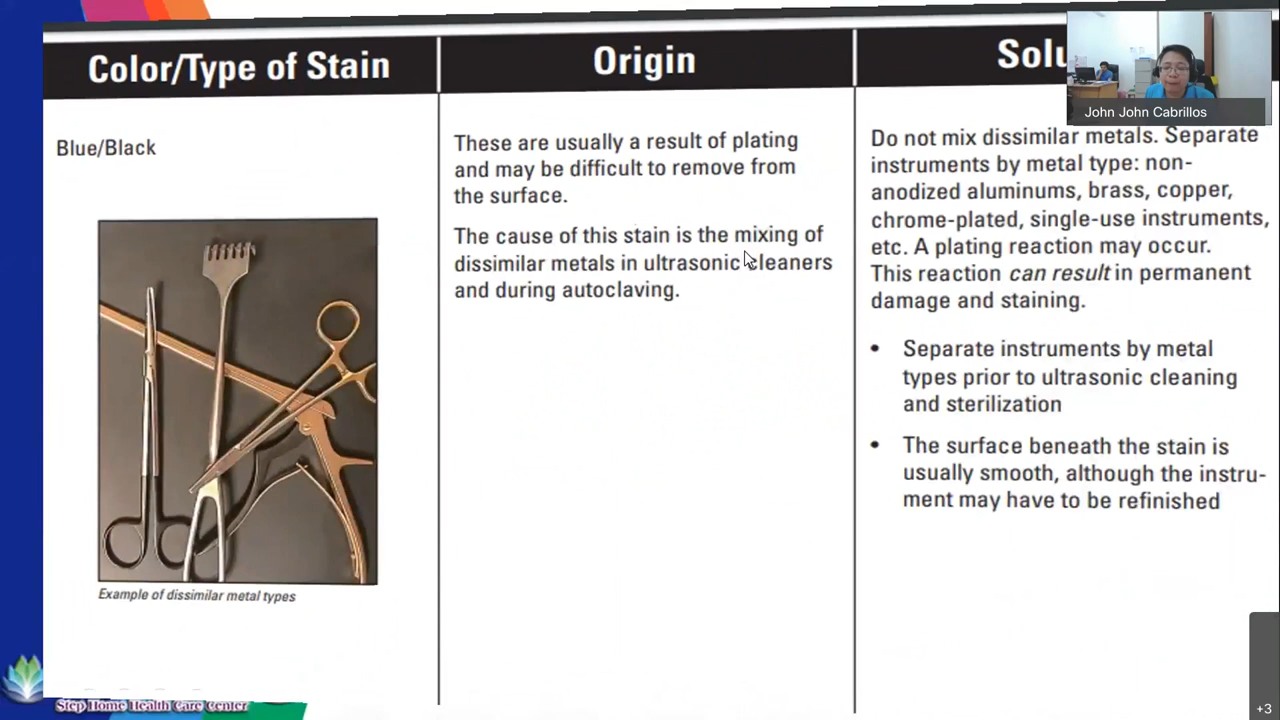 Color/Type of Stain
Origin
Solu
John John Cabrillos
Blue/Black
Example of dissimilar metal types
These are usually a result of plating
and may be difficult to remove from
the surface.
The cause of this stain is the mixing of
dissimilar metals in ultrasonic cleaners
and during autoclaving.
Do not mix dissimilar metals. Separate
instruments by metal type: non-
anodized aluminums, brass, copper,
chrome-plated, single-use instruments,
etc. A plating reaction may occur.
This reaction can result in permanent
damage and staining.
• Separate instruments by metal
types prior to ultrasonic cleaning
and sterilization
• The surface beneath the stain is
usually smooth, although the instru-
ment may have to be refinished
Step Home Health Care Center
+3